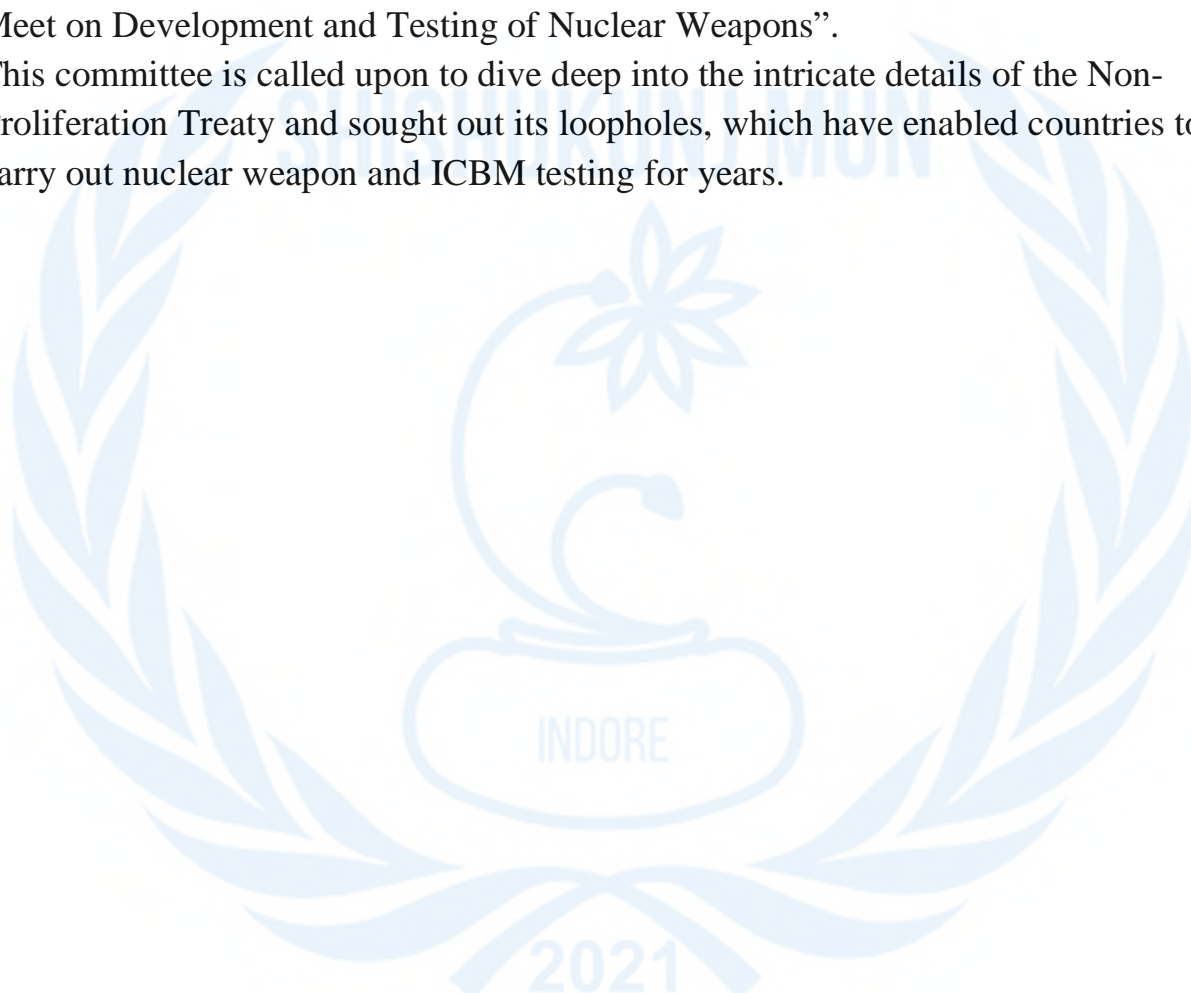 Meet on Development and Testing of Nuclear Weapons”.
This committee is called upon to dive deep into the intricate details of the Non-
Proliferation Treaty and sought out its loopholes, which have enabled countries to
carry out nuclear weapon and ICBM testing for years.
SHISHUKUNJ MUN
INDORE
2021